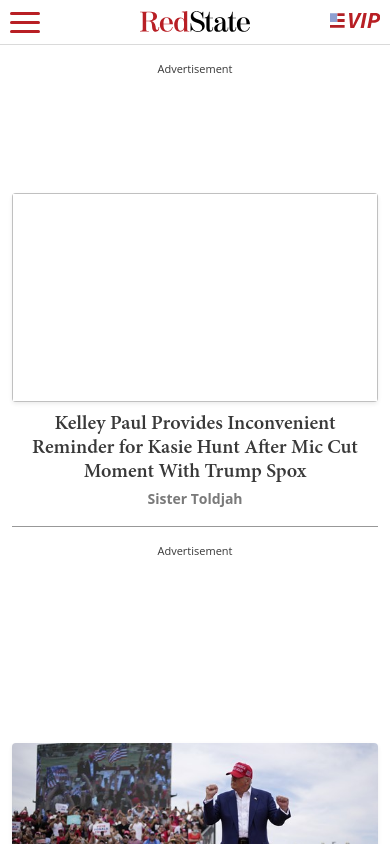 RedState
VIP
Advertisement
Kelley Paul Provides Inconvenient
Reminder for Kasie Hunt After Mic Cut
Moment With Trump Spox
Sister Toldjah
Advertisement